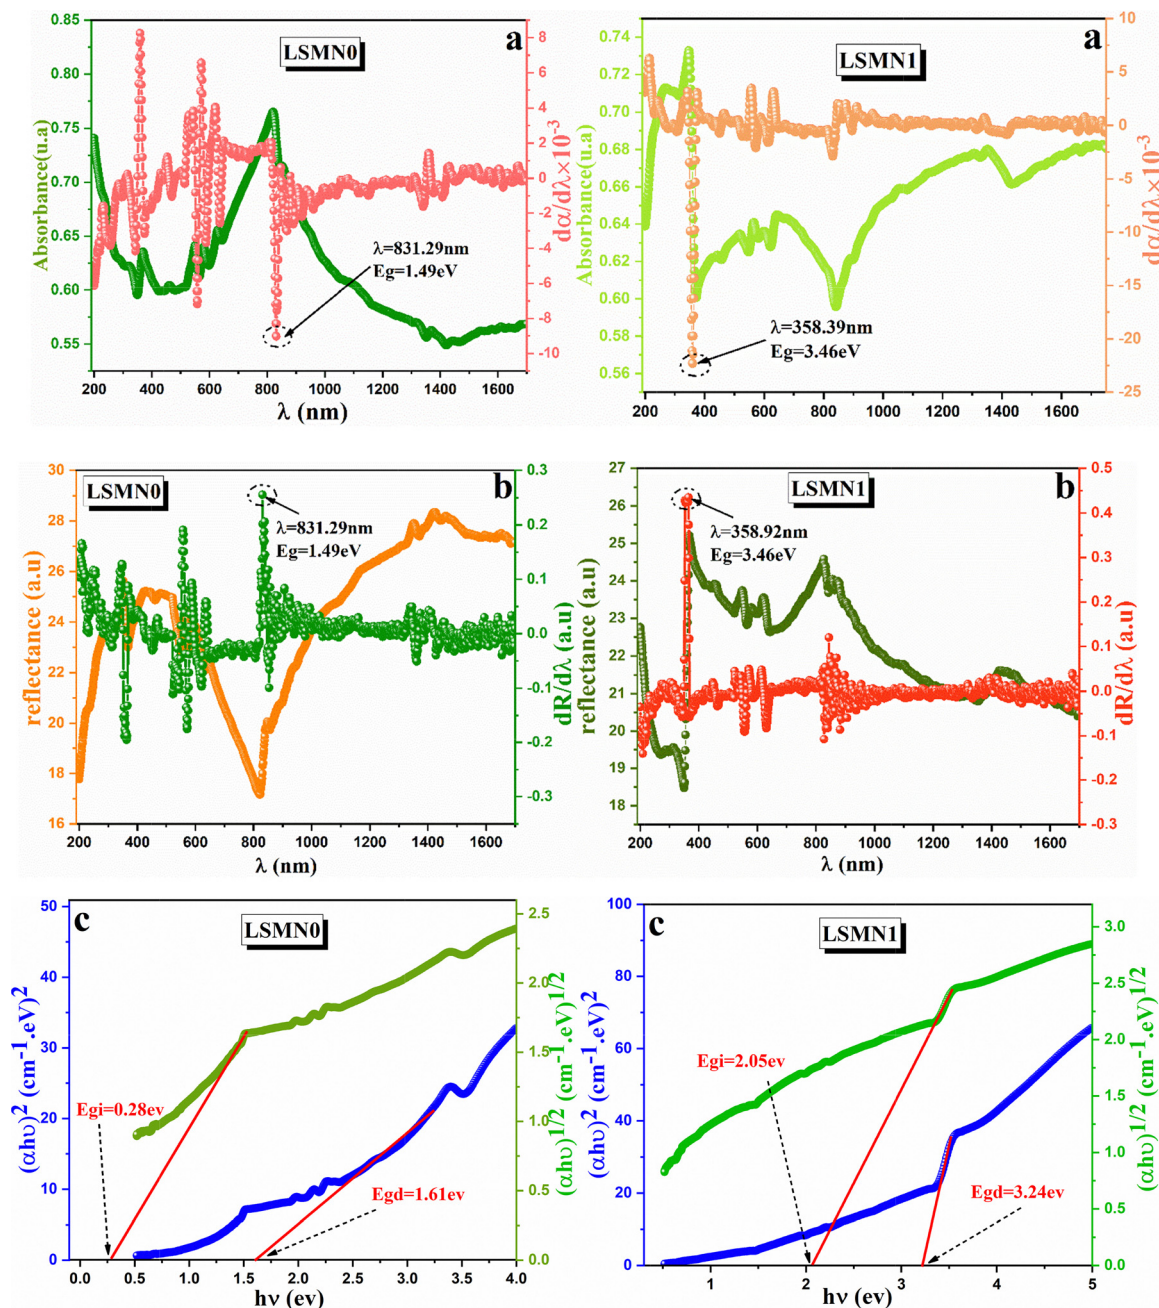 a
LSMN0
Absorbance(u.a)
0.85
0.80
0.75
0.70
0.65
0.60
0.55
8
6
4
2
0
-2
-4
-6
-8
-10
dα/dλ×10⁻³
λ=831.29nm
Eg=1.49eV
200 400 600 800 1000 1200 1400 1600
λ (nm)
a
LSMN1
Absorbance(u.a)
0.74
0.72
0.70
0.68
0.66
0.64
0.62
0.60
0.58
0.56
10
5
0
-5
-10
-15
-20
-25
dα/dλ×10⁻³
λ=358.39nm
Eg=3.46eV
200 400 600 800 1000 1200 1400 1600
b
LSMN0
reflectance (a.u)
30
28
26
24
22
20
18
16
0.3
0.2
0.1
0.0
-0.1
-0.2
-0.3
dR/dλ (a.u)
λ=831.29nm
Eg=1.49eV
200 400 600 800 1000 1200 1400 1600
λ (nm)
b
LSMN1
reflectance (a.u)
27
26
25
24
23
22
21
20
19
18
0.5
0.4
0.3
0.2
0.1
0.0
-0.1
-0.2
-0.3
dR/dλ (a.u)
λ=358.92nm
Eg=3.46eV
200 400 600 800 1000 1200 1400 1600
λ (nm)
c
LSMN0
(αhυ)² (cm⁻¹.eV)²
50
40
30
20
10
0
2.5
2.0
1.5
1.0
0.5
0.0
(αhυ)^1/2 (cm⁻¹.eV)^1/2
Egi=0.28ev
Egd=1.61ev
0.0 0.5 1.0 1.5 2.0 2.5 3.0 3.5 4.0
hν (ev)
c
LSMN1
(αhυ)² (cm⁻¹.eV)²
100
80
60
40
20
0
3.0
2.5
2.0
1.5
1.0
0.5
0.0
(αhυ)^1/2 (cm⁻¹.eV)^1/2
Egi=2.05ev
Egd=3.24ev
1 2 3 4 5
hν (ev)